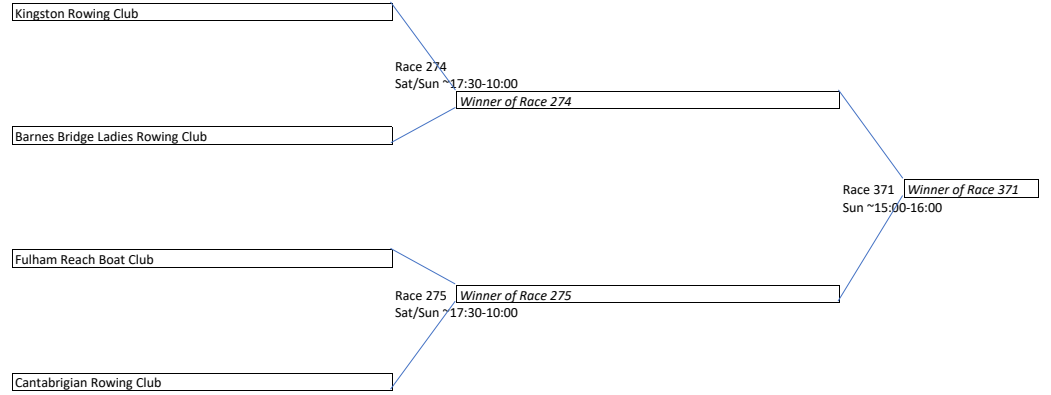 Kingston Rowing Club
Race 274
Sat/Sun ~17:30-10:00
Winner of Race 274
Barnes Bridge Ladies Rowing Club
Race 371
Winner of Race 371
Sun ~15:00-16:00
Fulham Reach Boat Club
Race 275
Winner of Race 275
Sat/Sun ~17:30-10:00
Cantabrigian Rowing Club